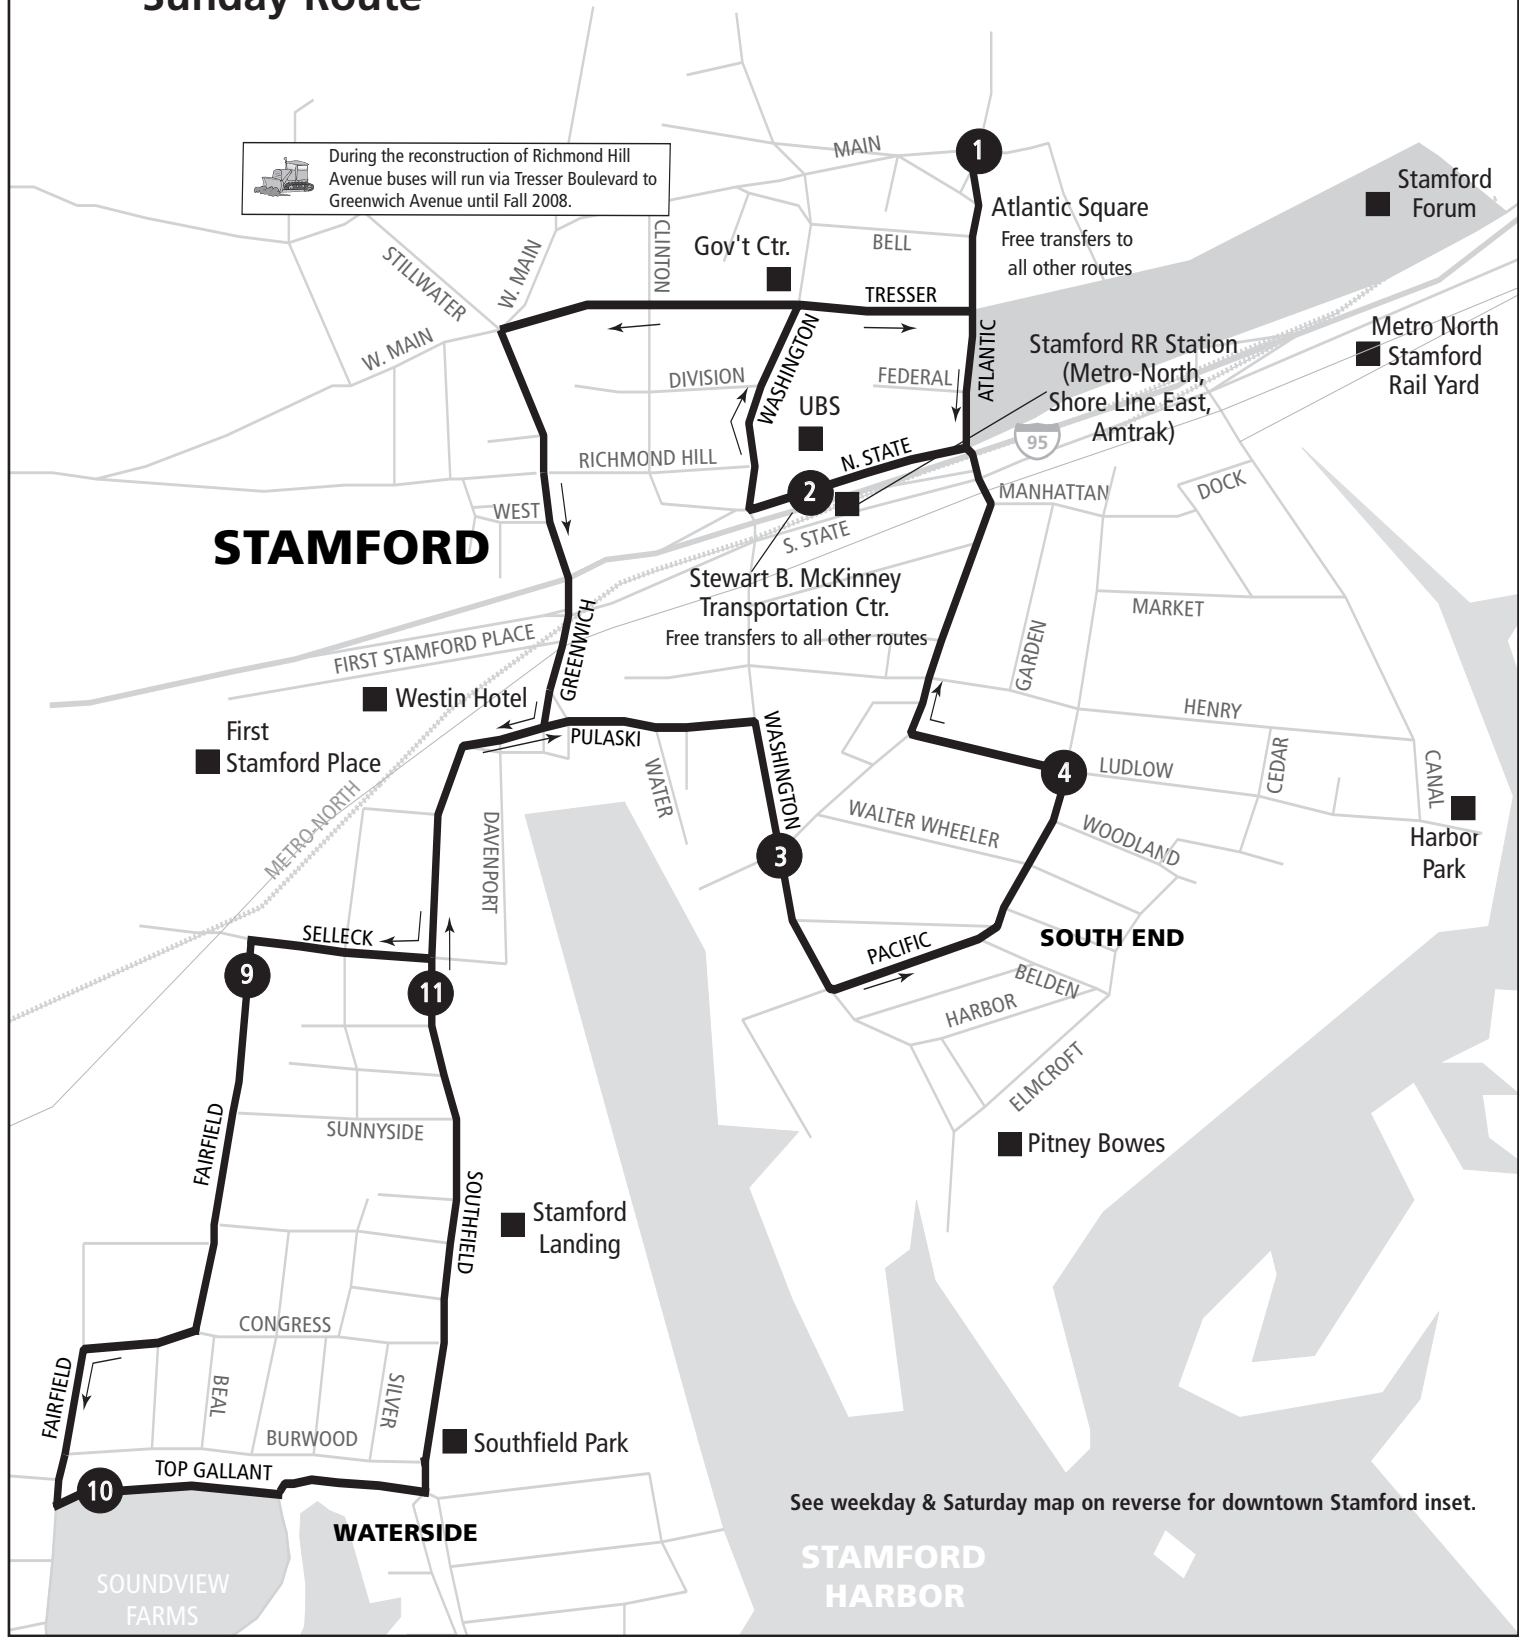 Sunday Route
During the reconstruction of Richmond Hill
Avenue buses will run via Tresser Boulevard to
Greenwich Avenue until Fall 2008.
MAIN
1
Stamford
Forum
Atlantic Square
Free transfers to
all other routes
CLINTON
BELL
Gov't Ctr.
STILLWATER
W. MAIN
TRESSER
W. MAIN
WASHINGTON
ATLANTIC
Metro North
Stamford
Rail Yard
Stamford RR Station
(Metro-North,
Shore Line East,
Amtrak)
DIVISION
FEDERAL
UBS
95
RICHMOND HILL
N. STATE
2
MANHATTAN
DOCK
WEST
STAMFORD
S. STATE
Stewart B. McKinney
Transportation Ctr.
Free transfers to all other routes
MARKET
GREENWICH
FIRST STAMFORD PLACE
GARDEN
Westin Hotel
HENRY
First
Stamford Place
PULASKI
WASHINGTON
WATER
4
LUDLOW
CEDAR
CANAL
METRO-NORTH
DAVENPORT
WALTER WHEELER
WOODLAND
Harbor
Park
3
SELLECK
PACIFIC
SOUTH END
9
11
BELDEN
HARBOR
ELMCROFT
FAIRFIELD
SUNNYSIDE
Pitney Bowes
SOUTHFIELD
Stamford
Landing
CONGRESS
FAIRFIELD
BEAL
SILVER
BURWOOD
Southfield Park
TOP GALLANT
10
See weekday & Saturday map on reverse for downtown Stamford inset.
WATERSIDE
STAMFORD
HARBOR
SOUNDVIEW
FARMS